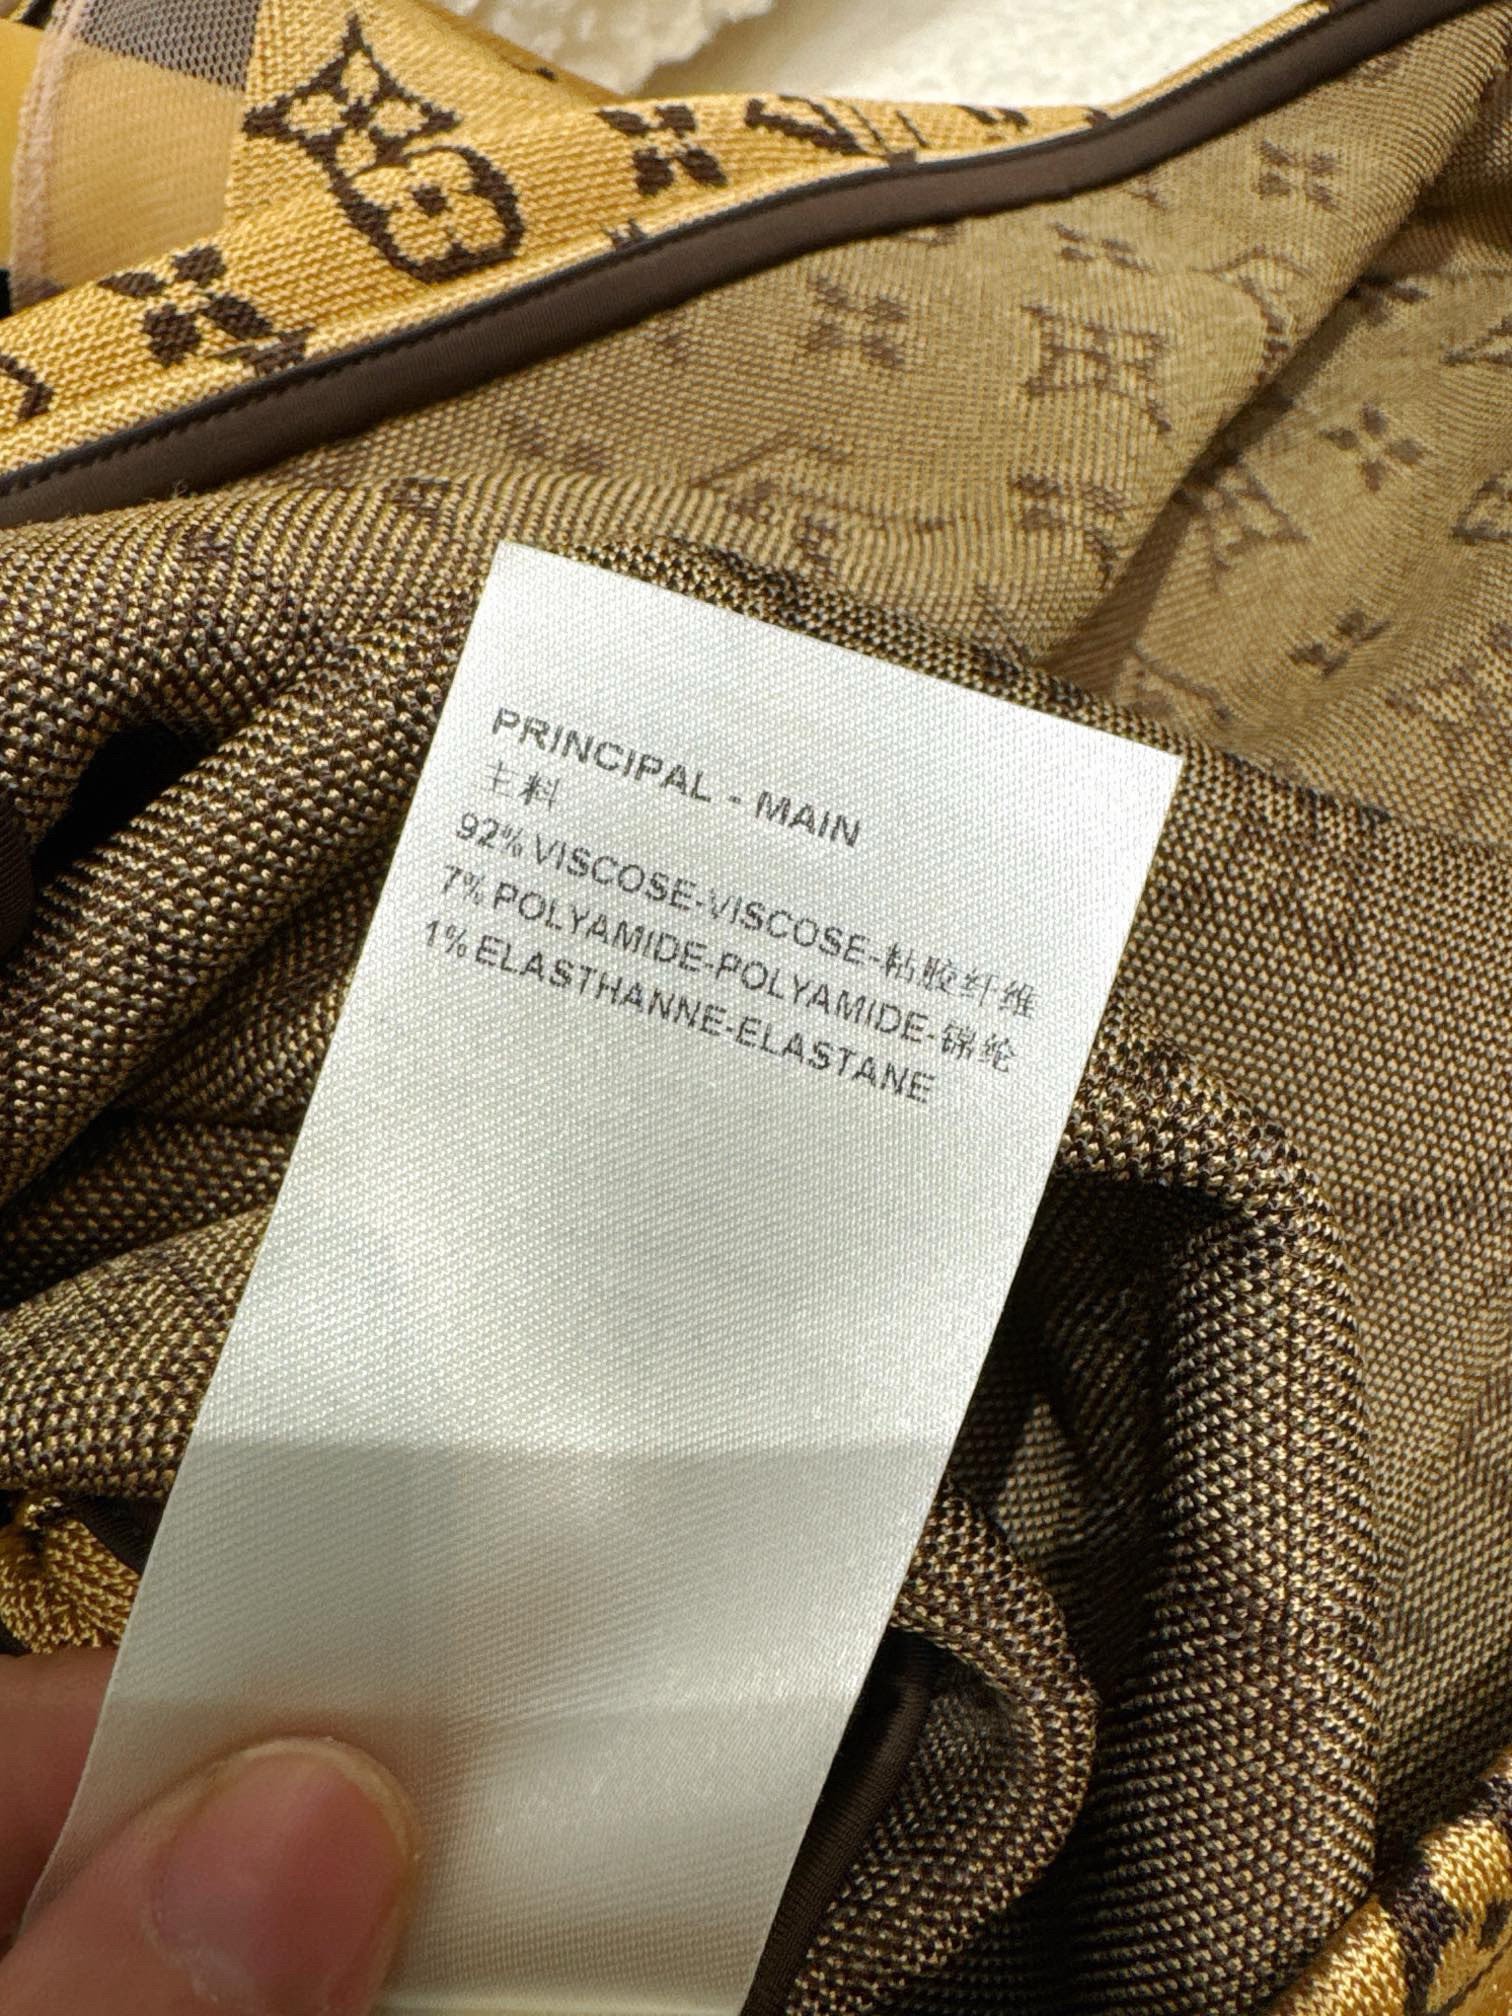 PRINCIPAL - MAIN
主料
92% VISCOSE-VISCOSE-粘胶纤维
7% POLYAMIDE-POLYAMIDE-锦纶
1% ELASTHANNE-ELASTANE